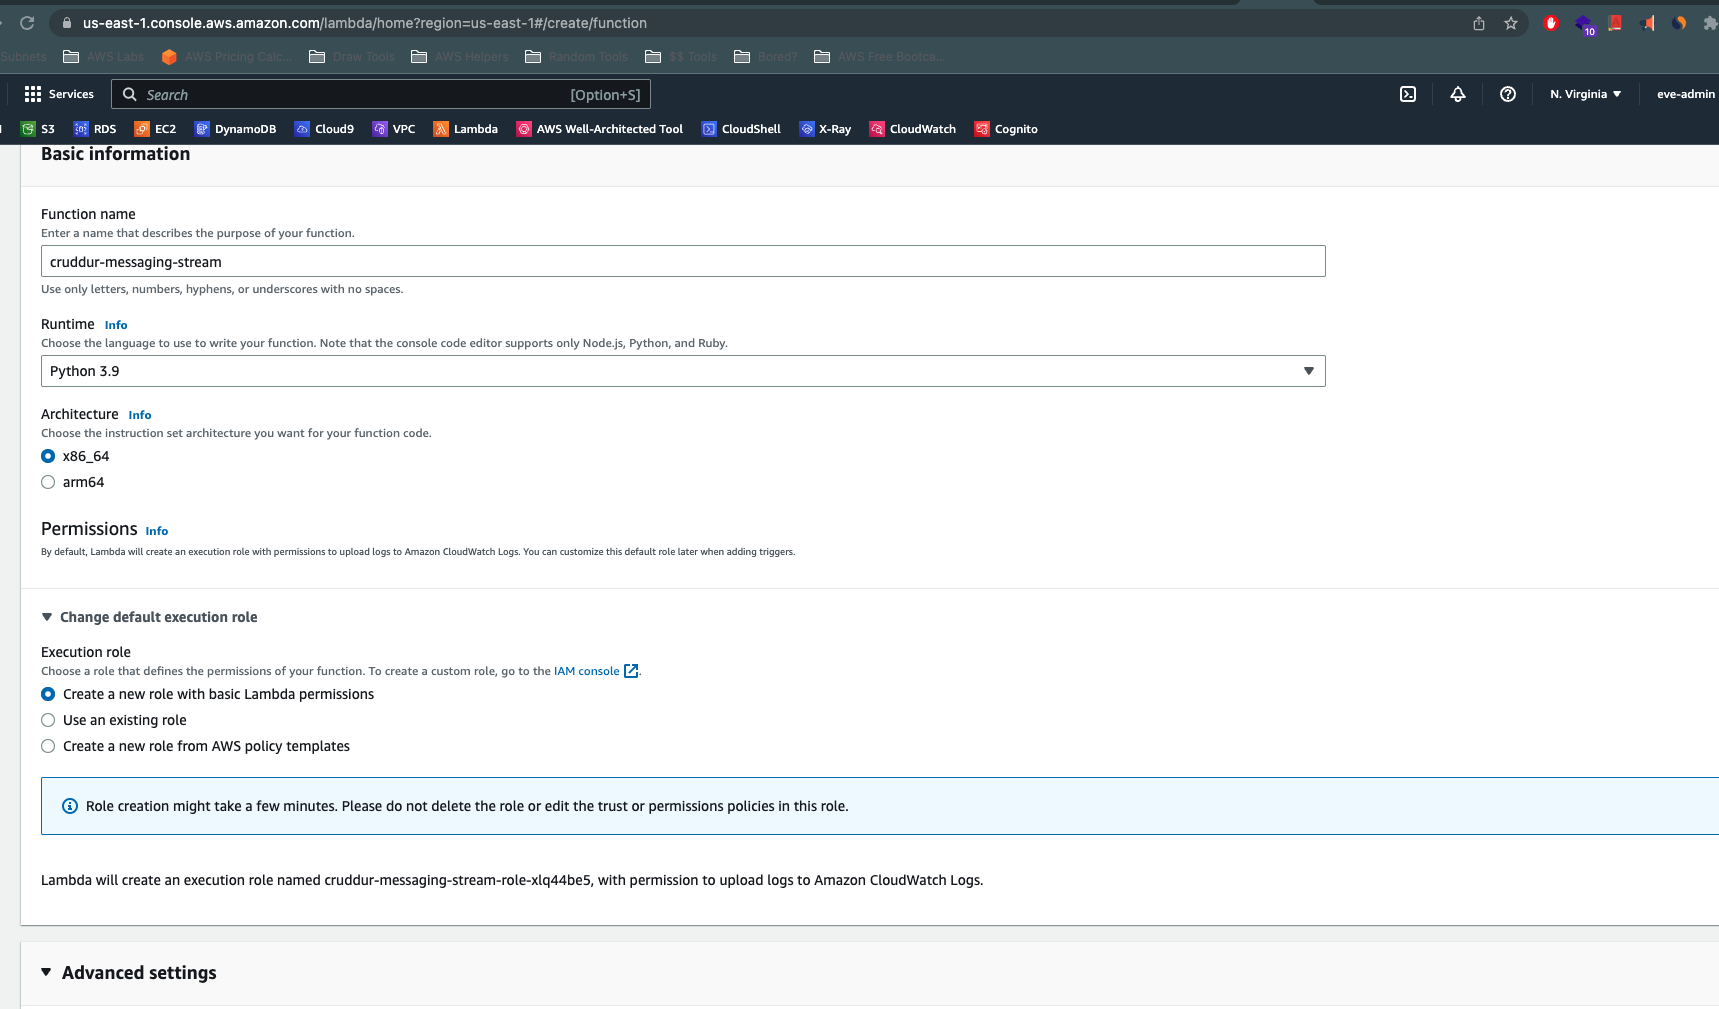 us-east-1.console.aws.amazon.com/lambda/home?region=us-east-1#/create/function
10
Subnets AWS Labs AWS Pricing Calc... Draw Tools AWS Helpers Random Tools $$ Tools Bored? AWS Free Bootca...
Services Search [Option+S] N. Virginia eve-admin
S3 RDS EC2 DynamoDB Cloud9 VPC Lambda AWS Well-Architected Tool CloudShell X-Ray CloudWatch Cognito
Basic information
Function name
Enter a name that describes the purpose of your function.
cruddur-messaging-stream
Use only letters, numbers, hyphens, or underscores with no spaces.
Runtime Info
Choose the language to use to write your function. Note that the console code editor supports only Node.js, Python, and Ruby.
Python 3.9
Architecture Info
Choose the instruction set architecture you want for your function code.
x86_64
arm64
Permissions Info
By default, Lambda will create an execution role with permissions to upload logs to Amazon CloudWatch Logs. You can customize this default role later when adding triggers.
Change default execution role
Execution role
Choose a role that defines the permissions of your function. To create a custom role, go to the IAM console.
Create a new role with basic Lambda permissions
Use an existing role
Create a new role from AWS policy templates
Role creation might take a few minutes. Please do not delete the role or edit the trust or permissions policies in this role.
Lambda will create an execution role named cruddur-messaging-stream-role-xlq44be5, with permission to upload logs to Amazon CloudWatch Logs.
Advanced settings